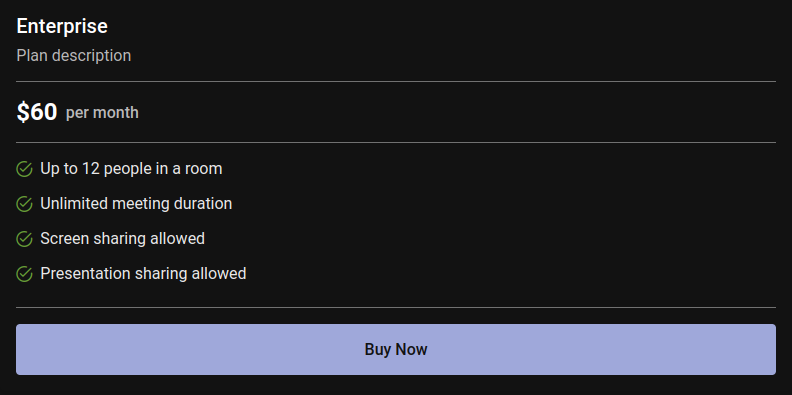 Enterprise
Plan description
$60 per month
Up to 12 people in a room
Unlimited meeting duration
Screen sharing allowed
Presentation sharing allowed
Buy Now